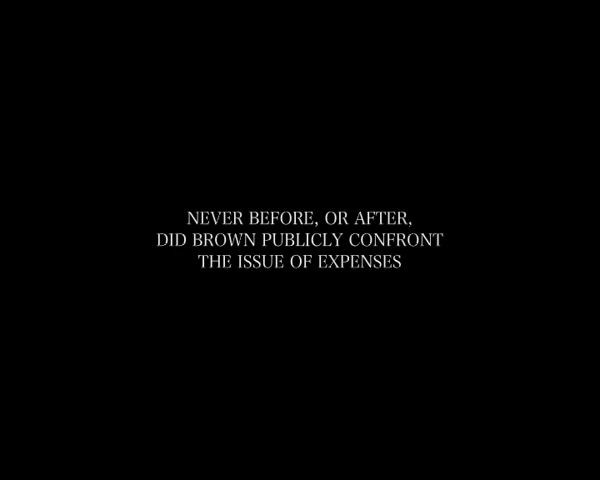 NEVER BEFORE, OR AFTER,
DID BROWN PUBLICLY CONFRONT
THE ISSUE OF EXPENSES